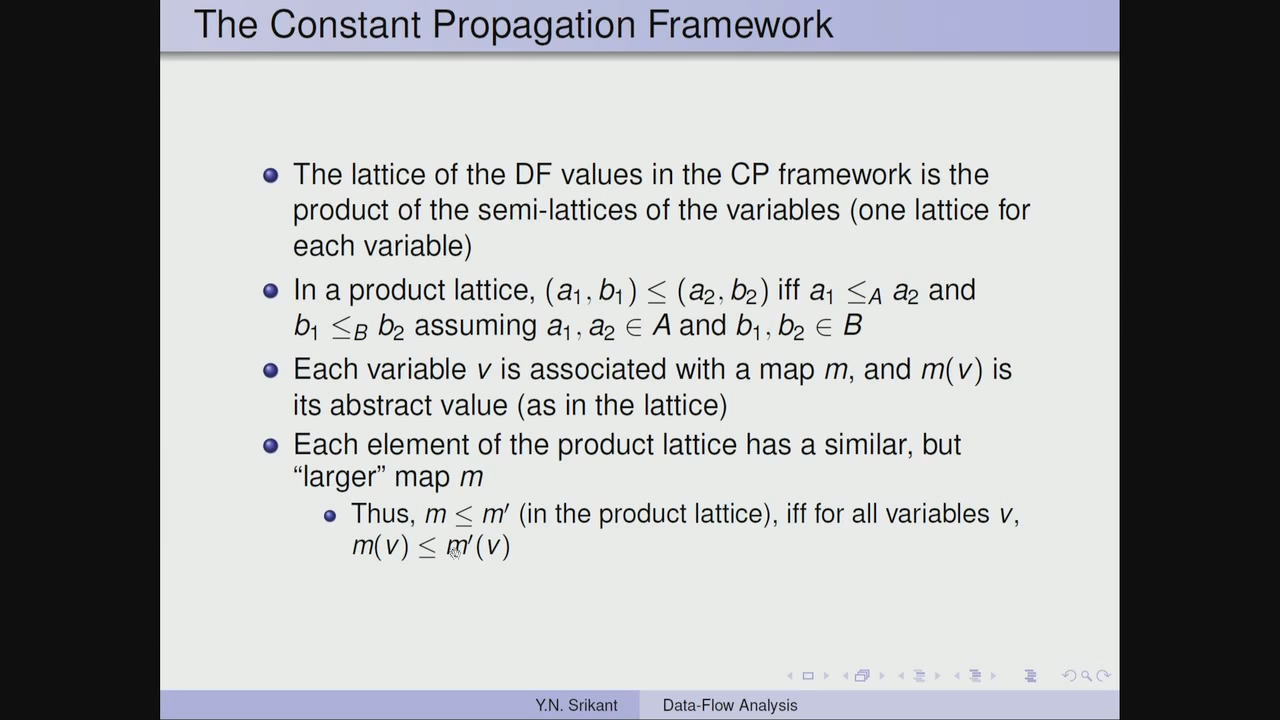 The Constant Propagation Framework
The lattice of the DF values in the CP framework is the
product of the semi-lattices of the variables (one lattice for
each variable)
In a product lattice, (a₁, b₁) ≤ (a₂, b₂) iff a₁ ≤_A a₂ and
b₁ ≤_B b₂ assuming a₁, a₂ ∈ A and b₁, b₂ ∈ B
Each variable v is associated with a map m, and m(v) is
its abstract value (as in the lattice)
Each element of the product lattice has a similar, but
“larger” map m
Thus, m ≤ m′ (in the product lattice), iff for all variables v,
m(v) ≤ m′(v)
Y.N. Srikant Data-Flow Analysis